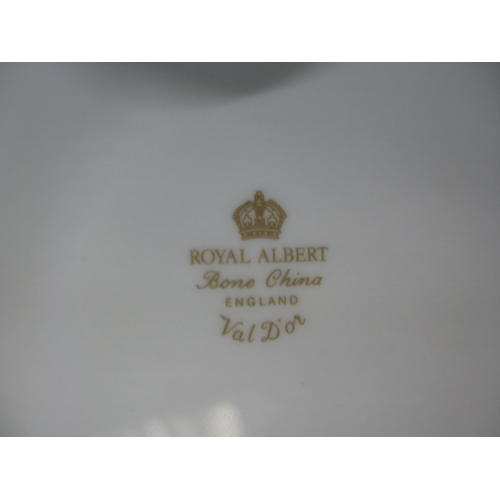 ROYAL ALBERT
Bone China
ENGLAND
Val D'or